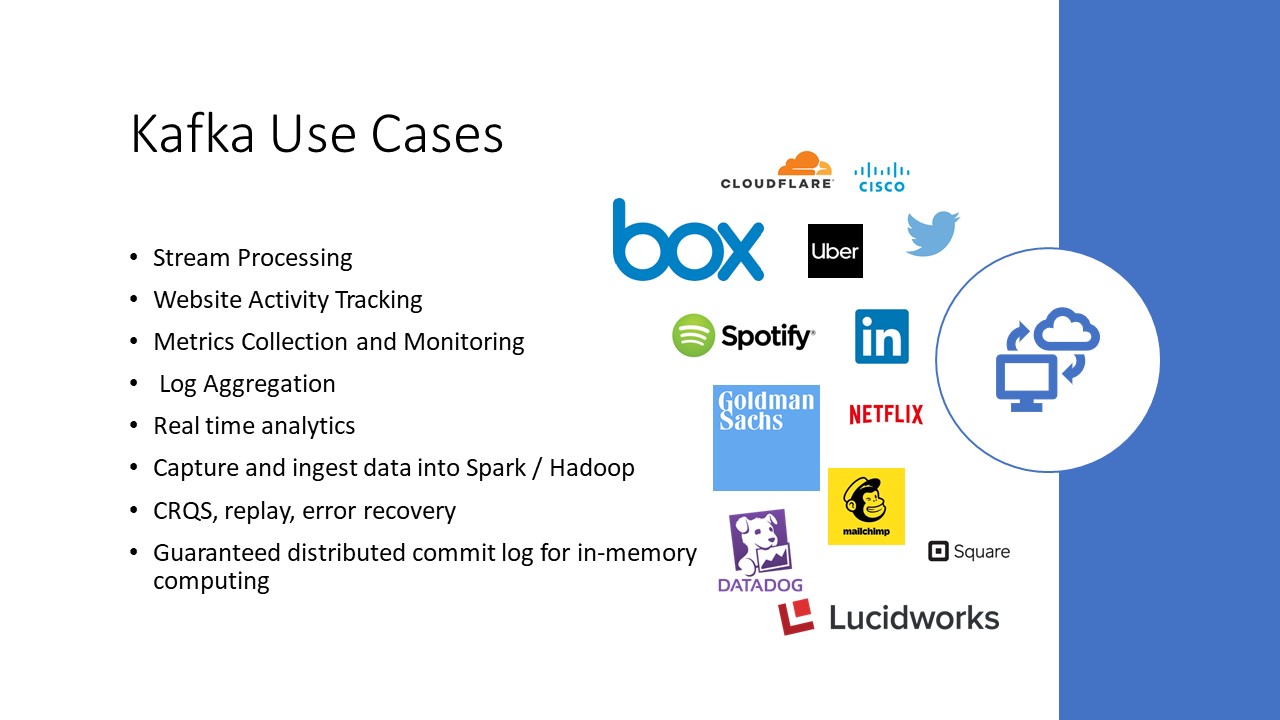 Kafka Use Cases
• Stream Processing
• Website Activity Tracking
• Metrics Collection and Monitoring
• Log Aggregation
• Real time analytics
• Capture and ingest data into Spark / Hadoop
• CRQS, replay, error recovery
• Guaranteed distributed commit log for in-memory
computing
CLOUDFLARE
CISCO
box
Uber
Spotify®
in
Goldman
Sachs
NETFLIX
mailchimp
DATADOG
Square
Lucidworks